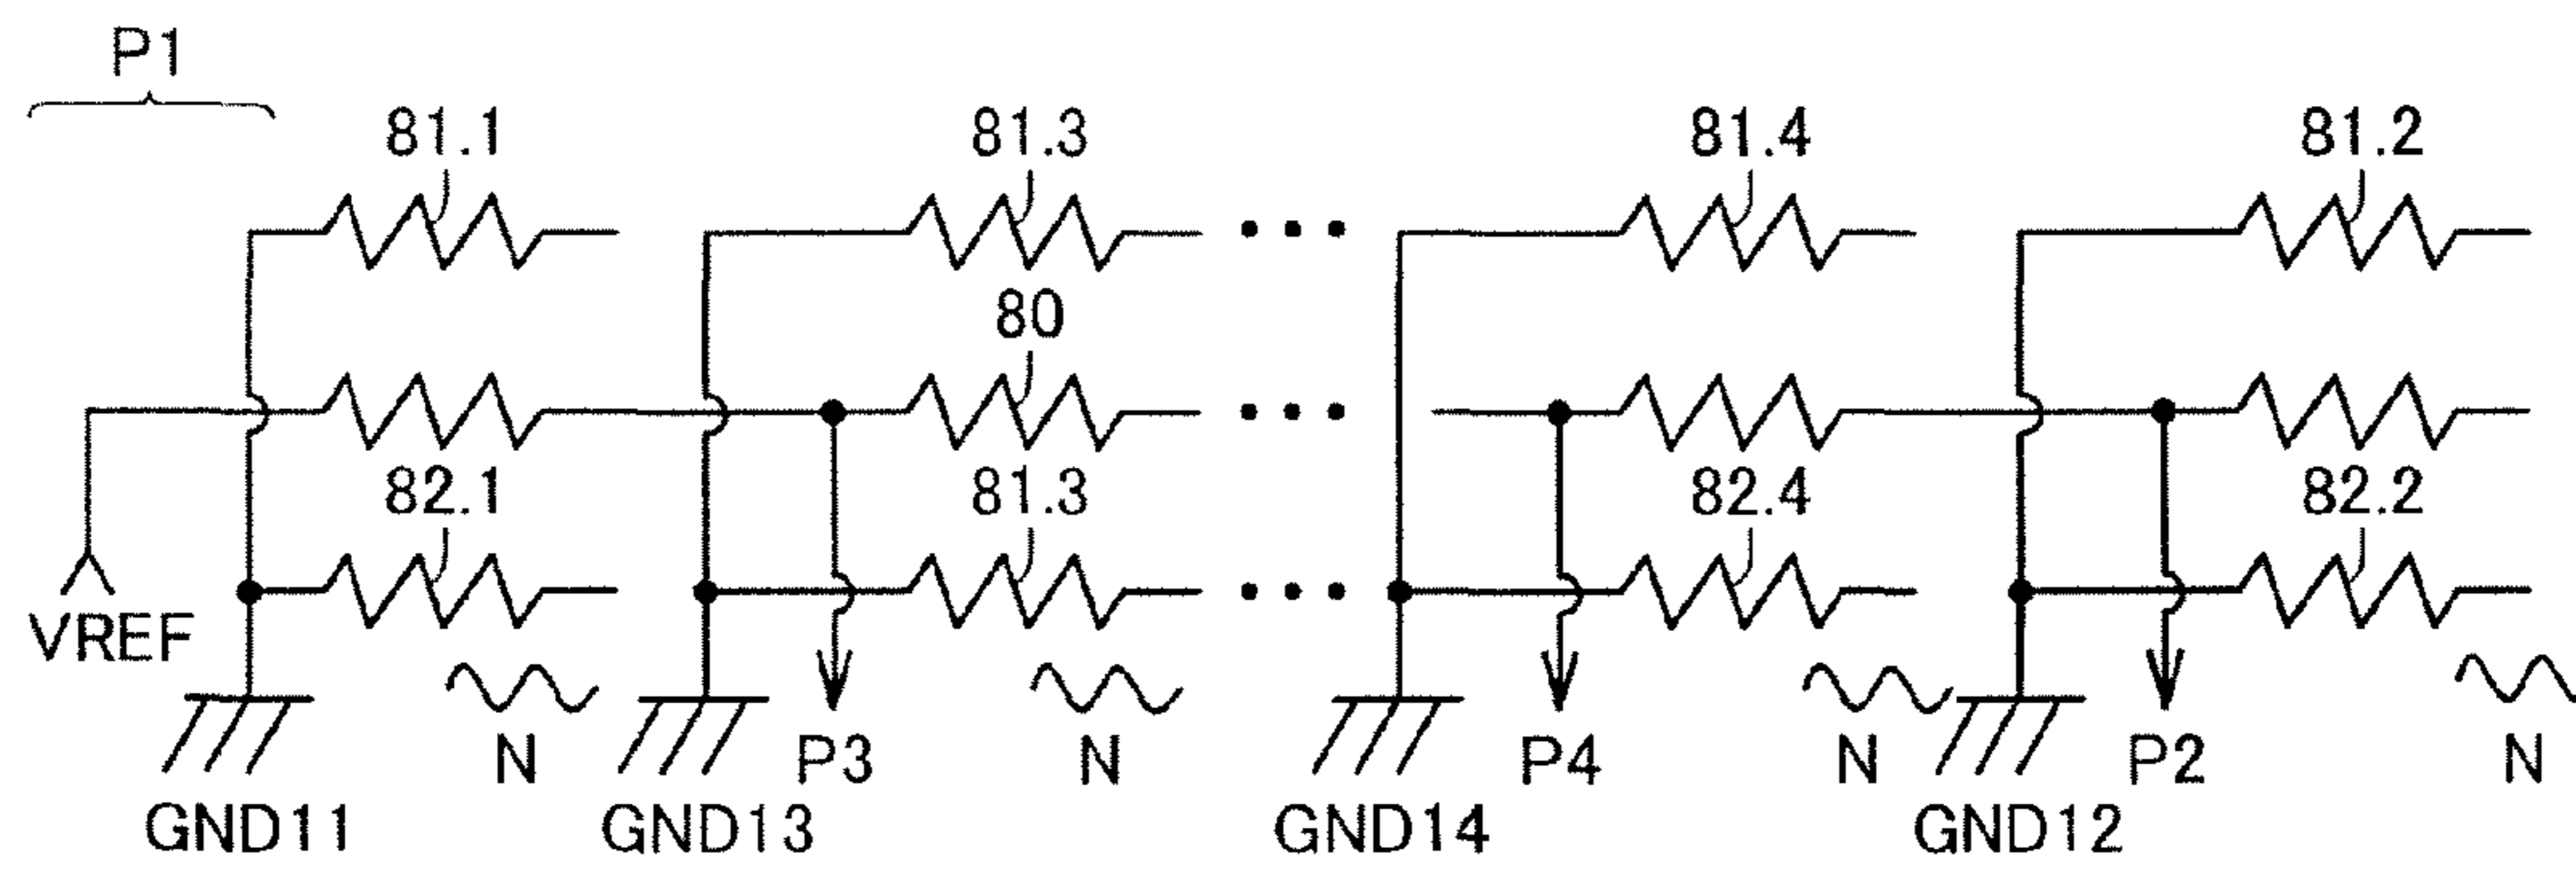 P1
81.1 81.3 81.4 81.2
80
82.1 81.3 82.4 82.2
VREF
N P3 N P4 N P2 N
GND11 GND13 GND14 GND12